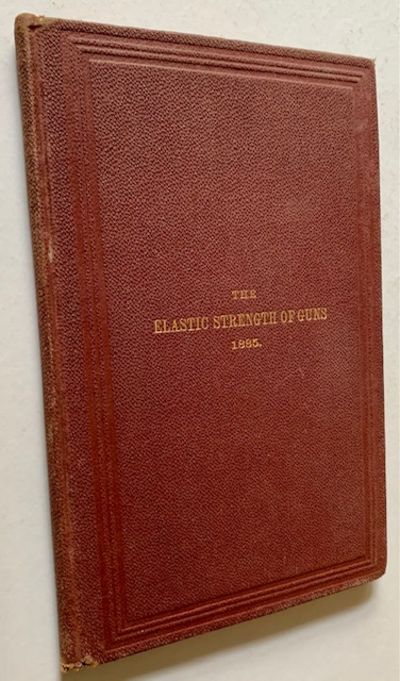 THE
ELASTIC STRENGTH OF GUNS
1885.